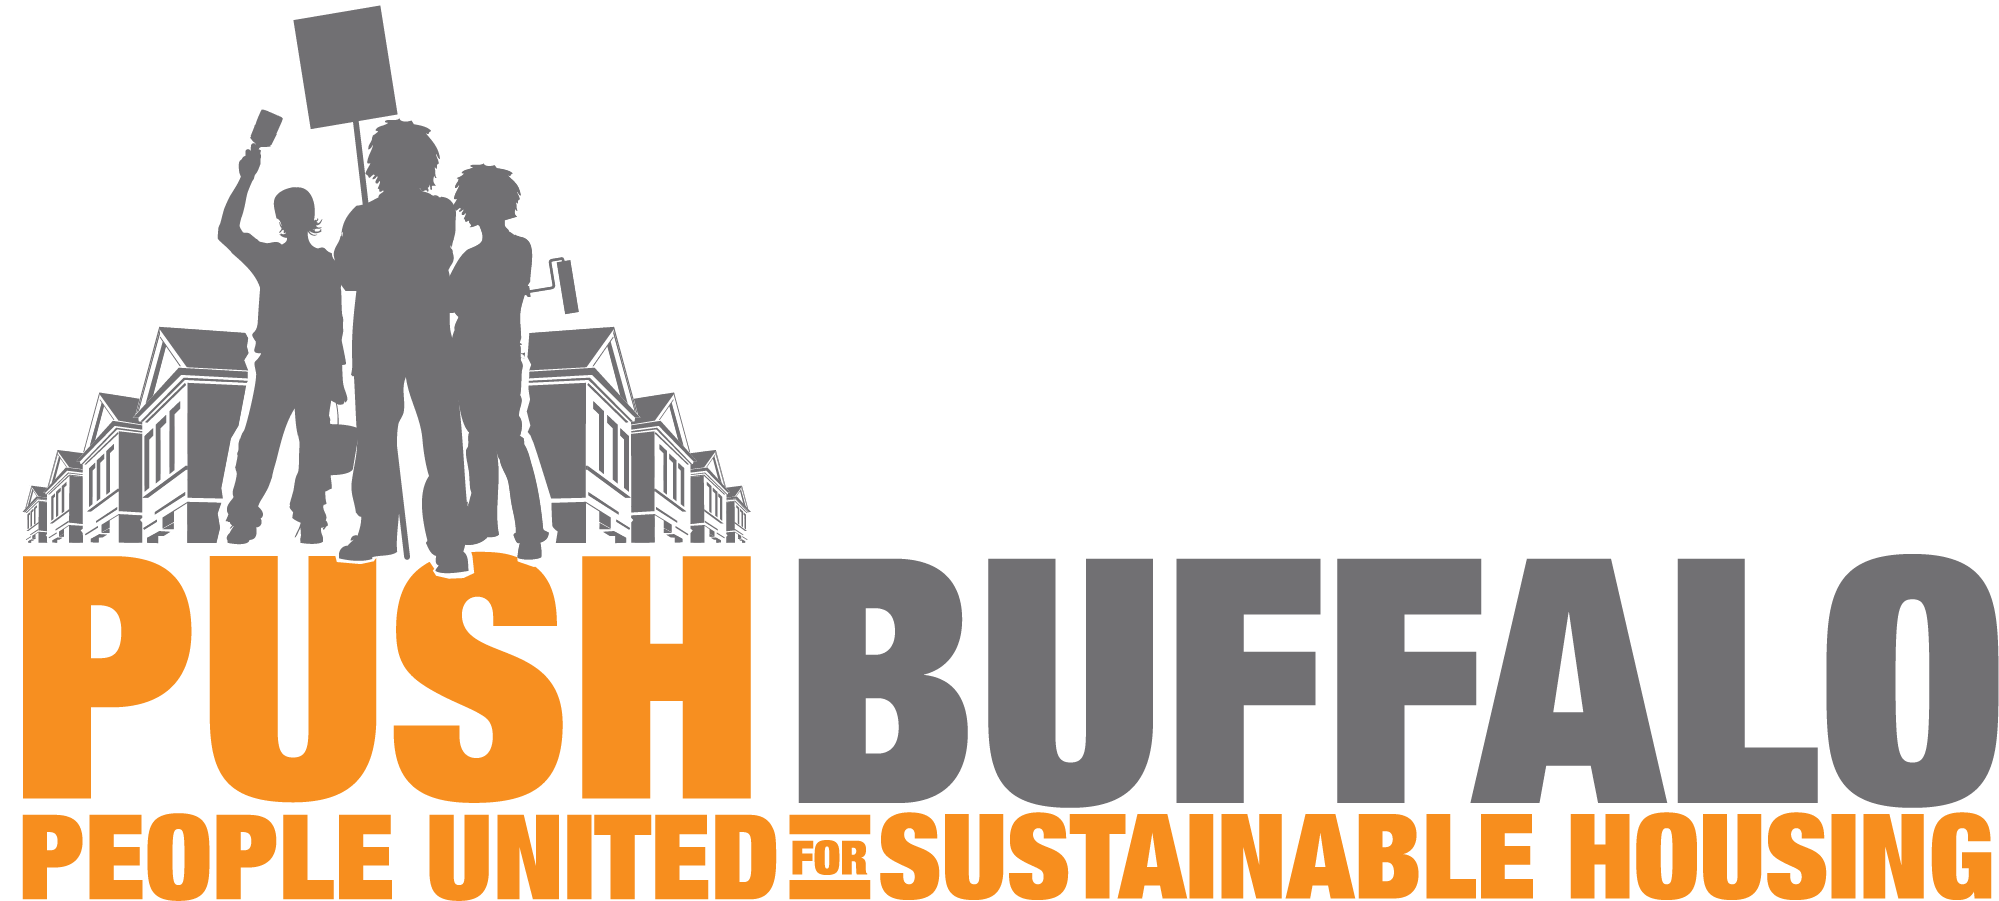 PUSH BUFFALO
PEOPLE UNITED FOR SUSTAINABLE HOUSING